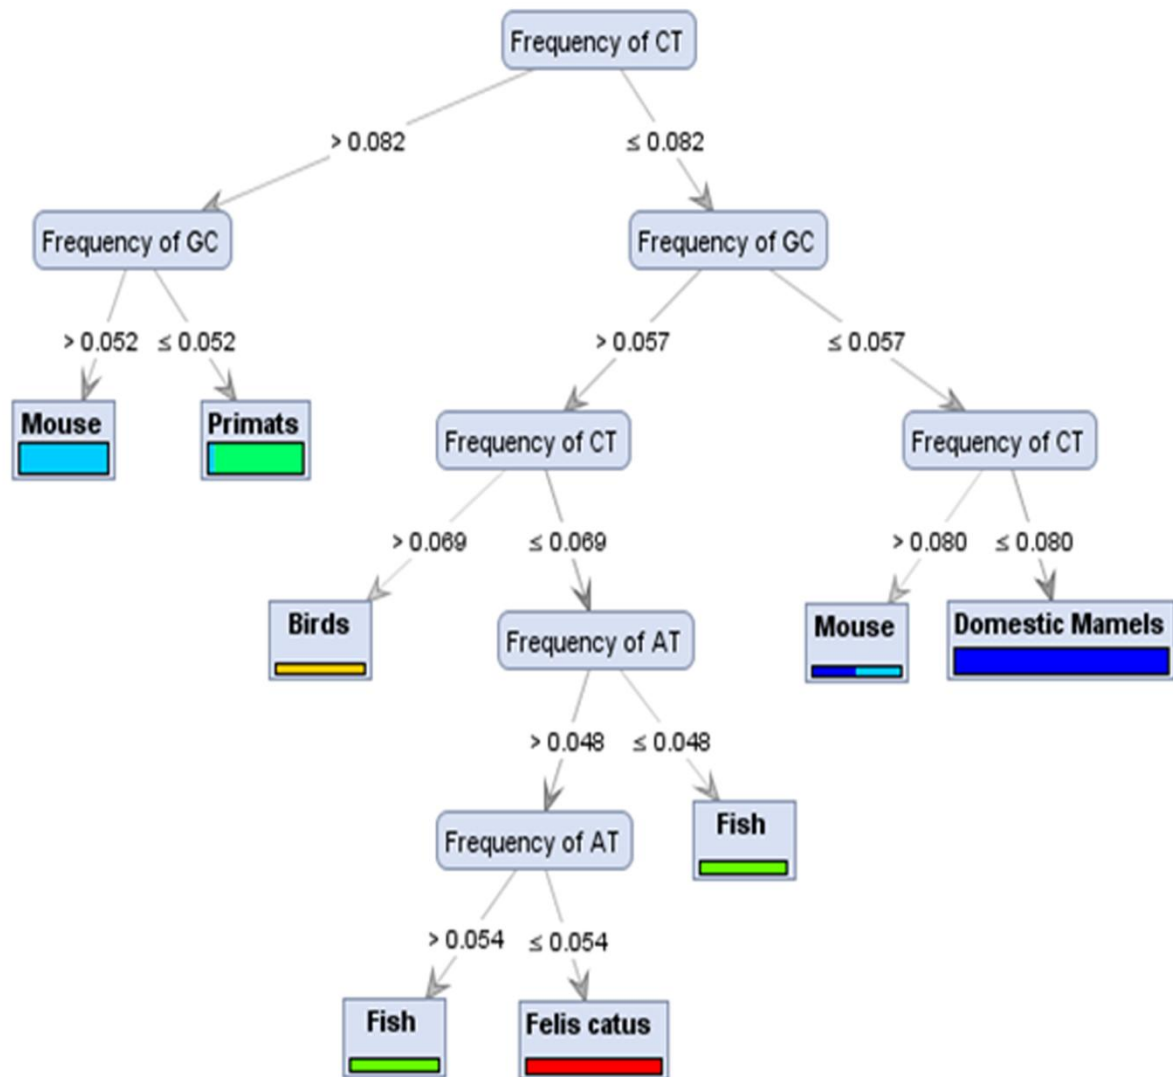 Frequency of CT
> 0.082
≤ 0.082
Frequency of GC
Frequency of GC
> 0.052
≤ 0.052
> 0.057
≤ 0.057
Mouse
Primats
Frequency of CT
Frequency of CT
> 0.069
≤ 0.069
> 0.080
≤ 0.080
Birds
Frequency of AT
Mouse
Domestic Mamels
> 0.048
≤ 0.048
Frequency of AT
Fish
> 0.054
≤ 0.054
Fish
Felis catus